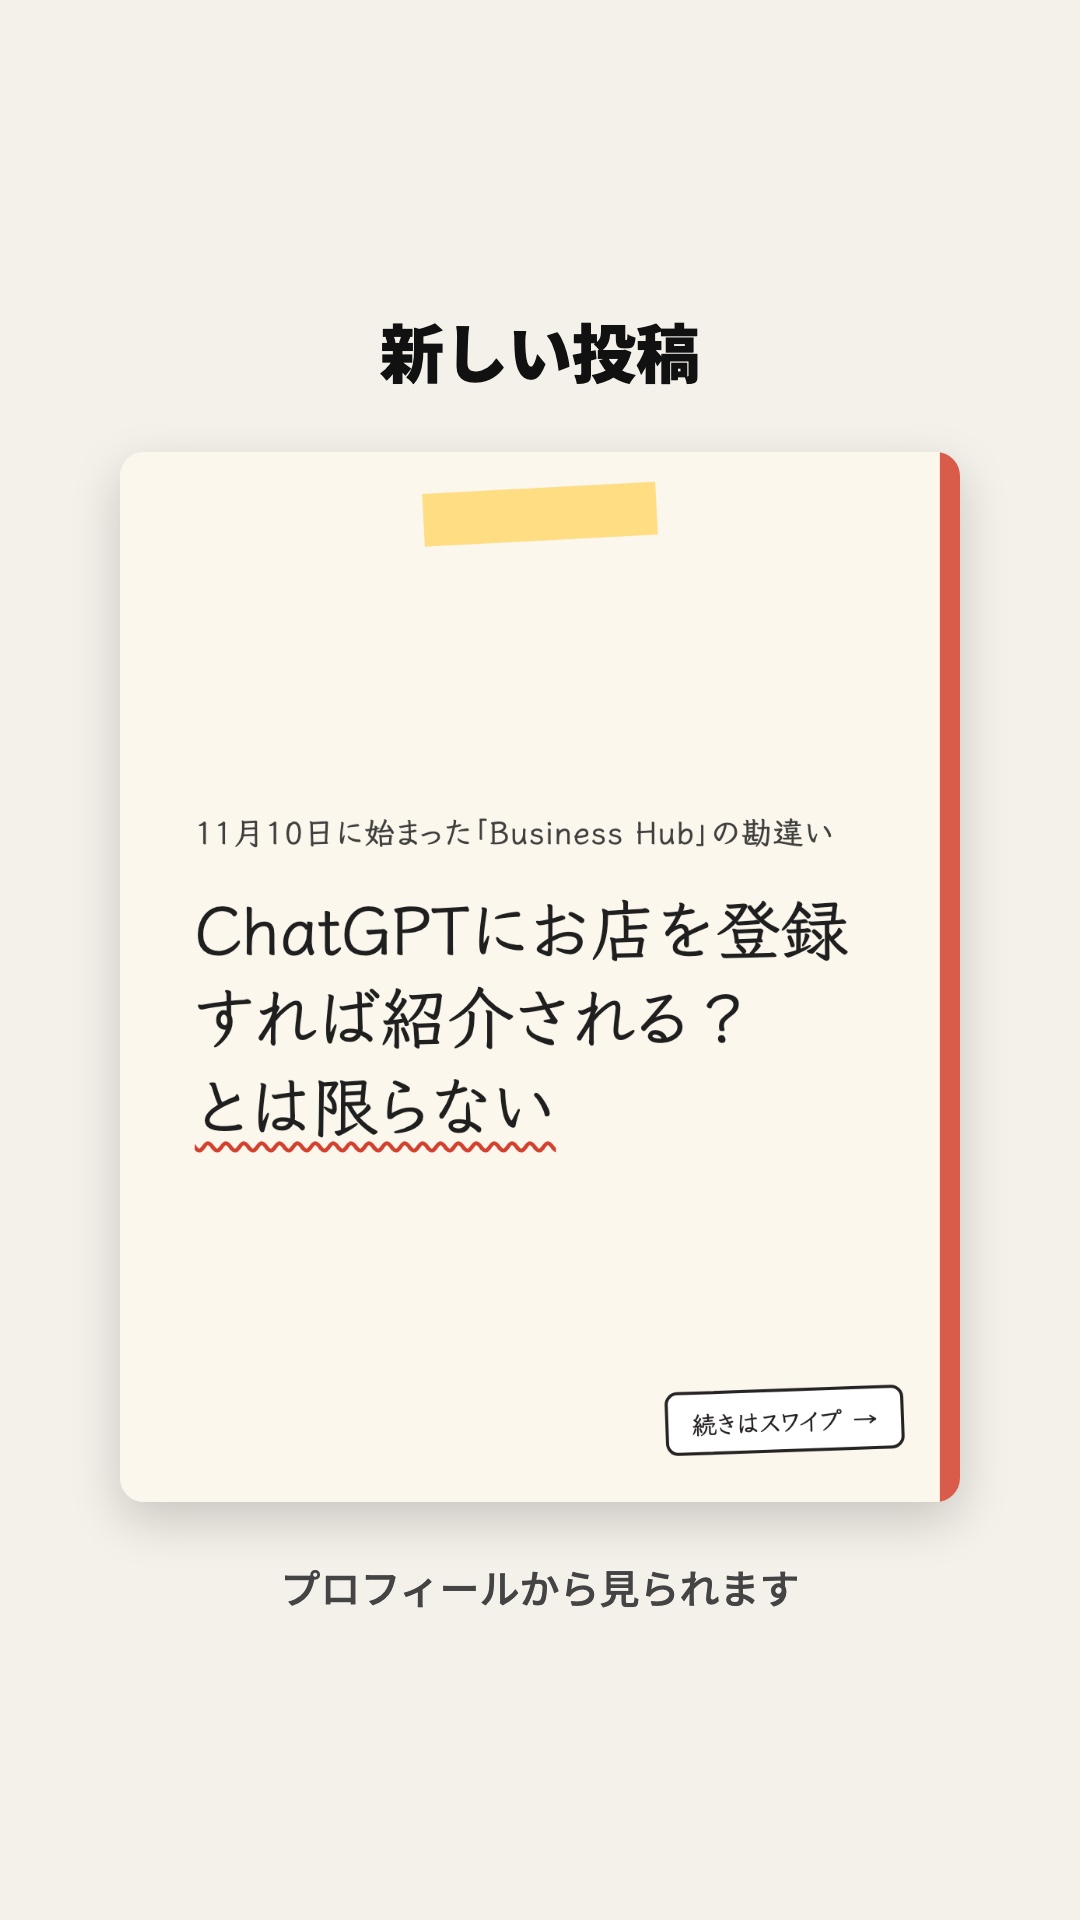 新しい投稿
11月10日に始まった「Business Hub」の勘違い
ChatGPTにお店を登録
すれば紹介される？
とは限らない
続きはスワイプ →
プロフィールから見られます